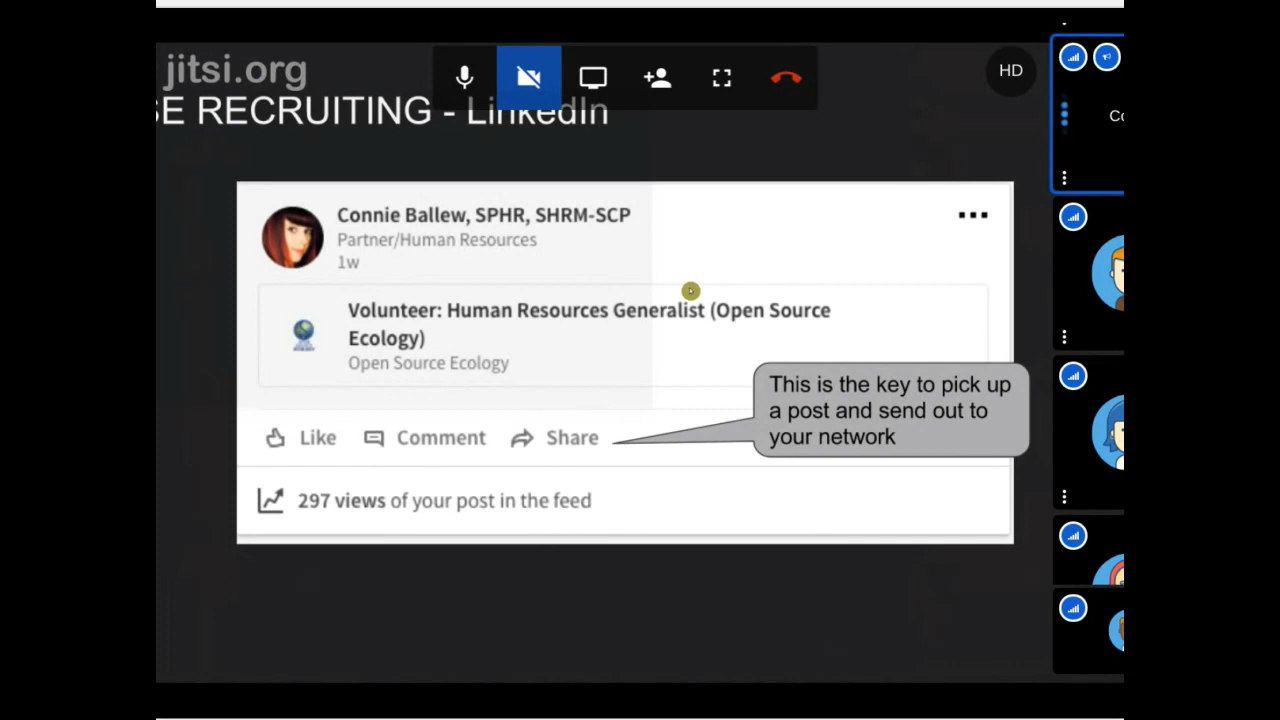 jitsi.org
HD
SE RECRUITING - LinkedIn
Co
Connie Ballew, SPHR, SHRM-SCP
Partner/Human Resources
1w
Volunteer: Human Resources Generalist (Open Source
Ecology)
Open Source Ecology
This is the key to pick up
a post and send out to
your network
Like Comment Share
297 views of your post in the feed